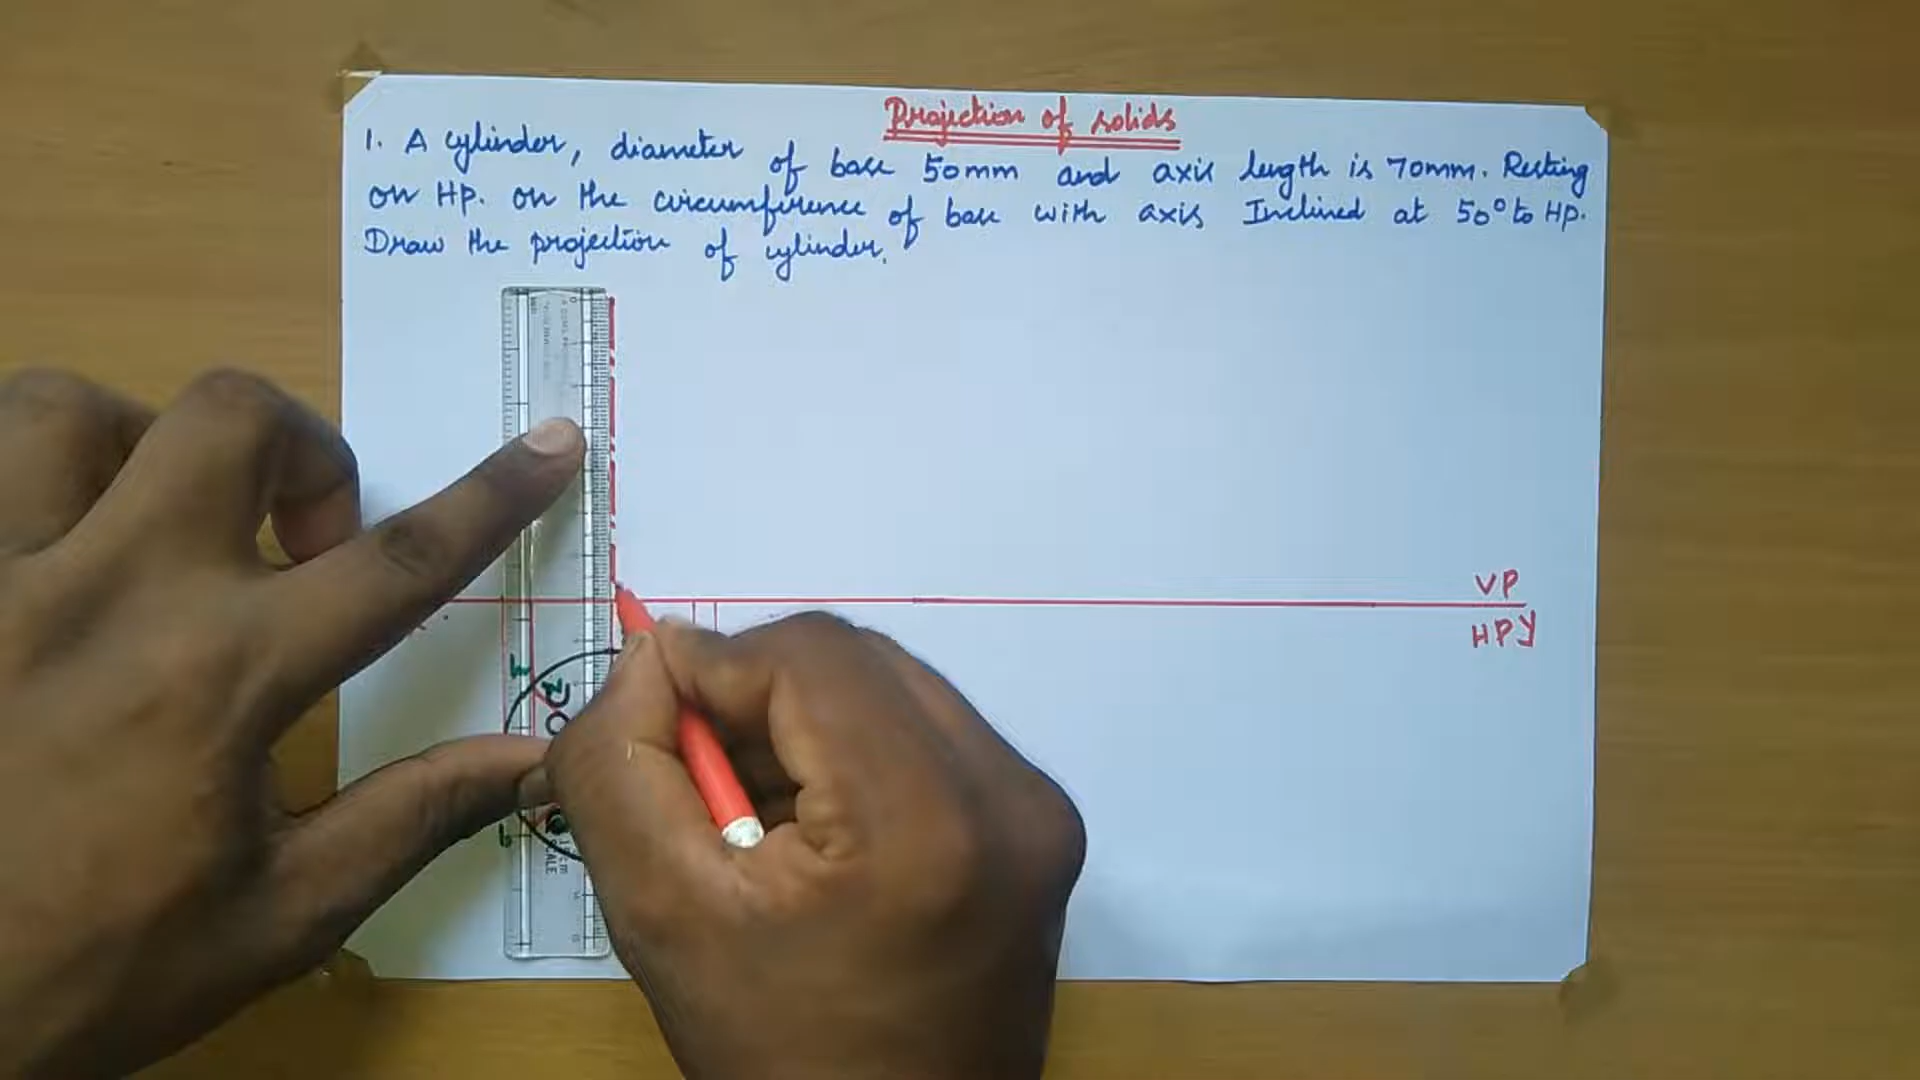 Projection of solids
1. A cylinder, diameter of base 50mm and axis length is 70mm. Resting
on HP. on the circumference of base with axis Inclined at 50° to HP.
Draw the projection of cylinder.
VP
HP Y